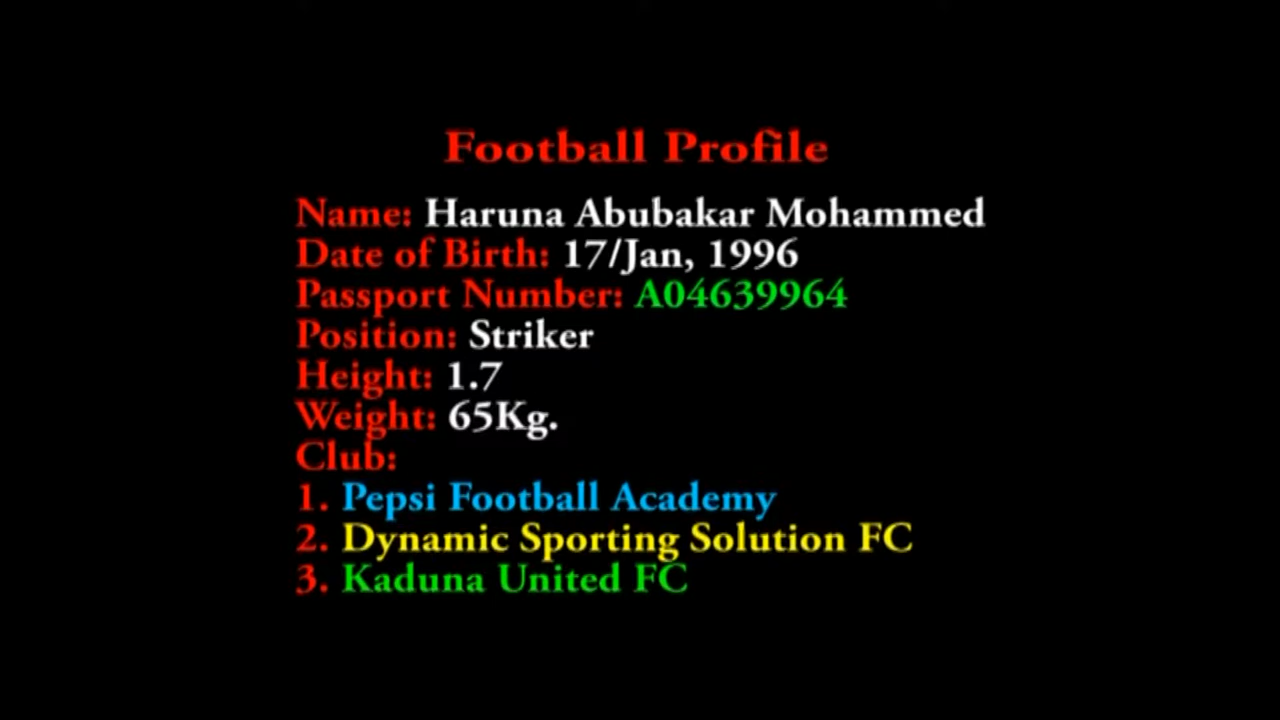 Football Profile
Name: Haruna Abubakar Mohammed
Date of Birth: 17/Jan, 1996
Passport Number: A04639964
Position: Striker
Height: 1.7
Weight: 65Kg.
Club:
1. Pepsi Football Academy
2. Dynamic Sporting Solution FC
3. Kaduna United FC